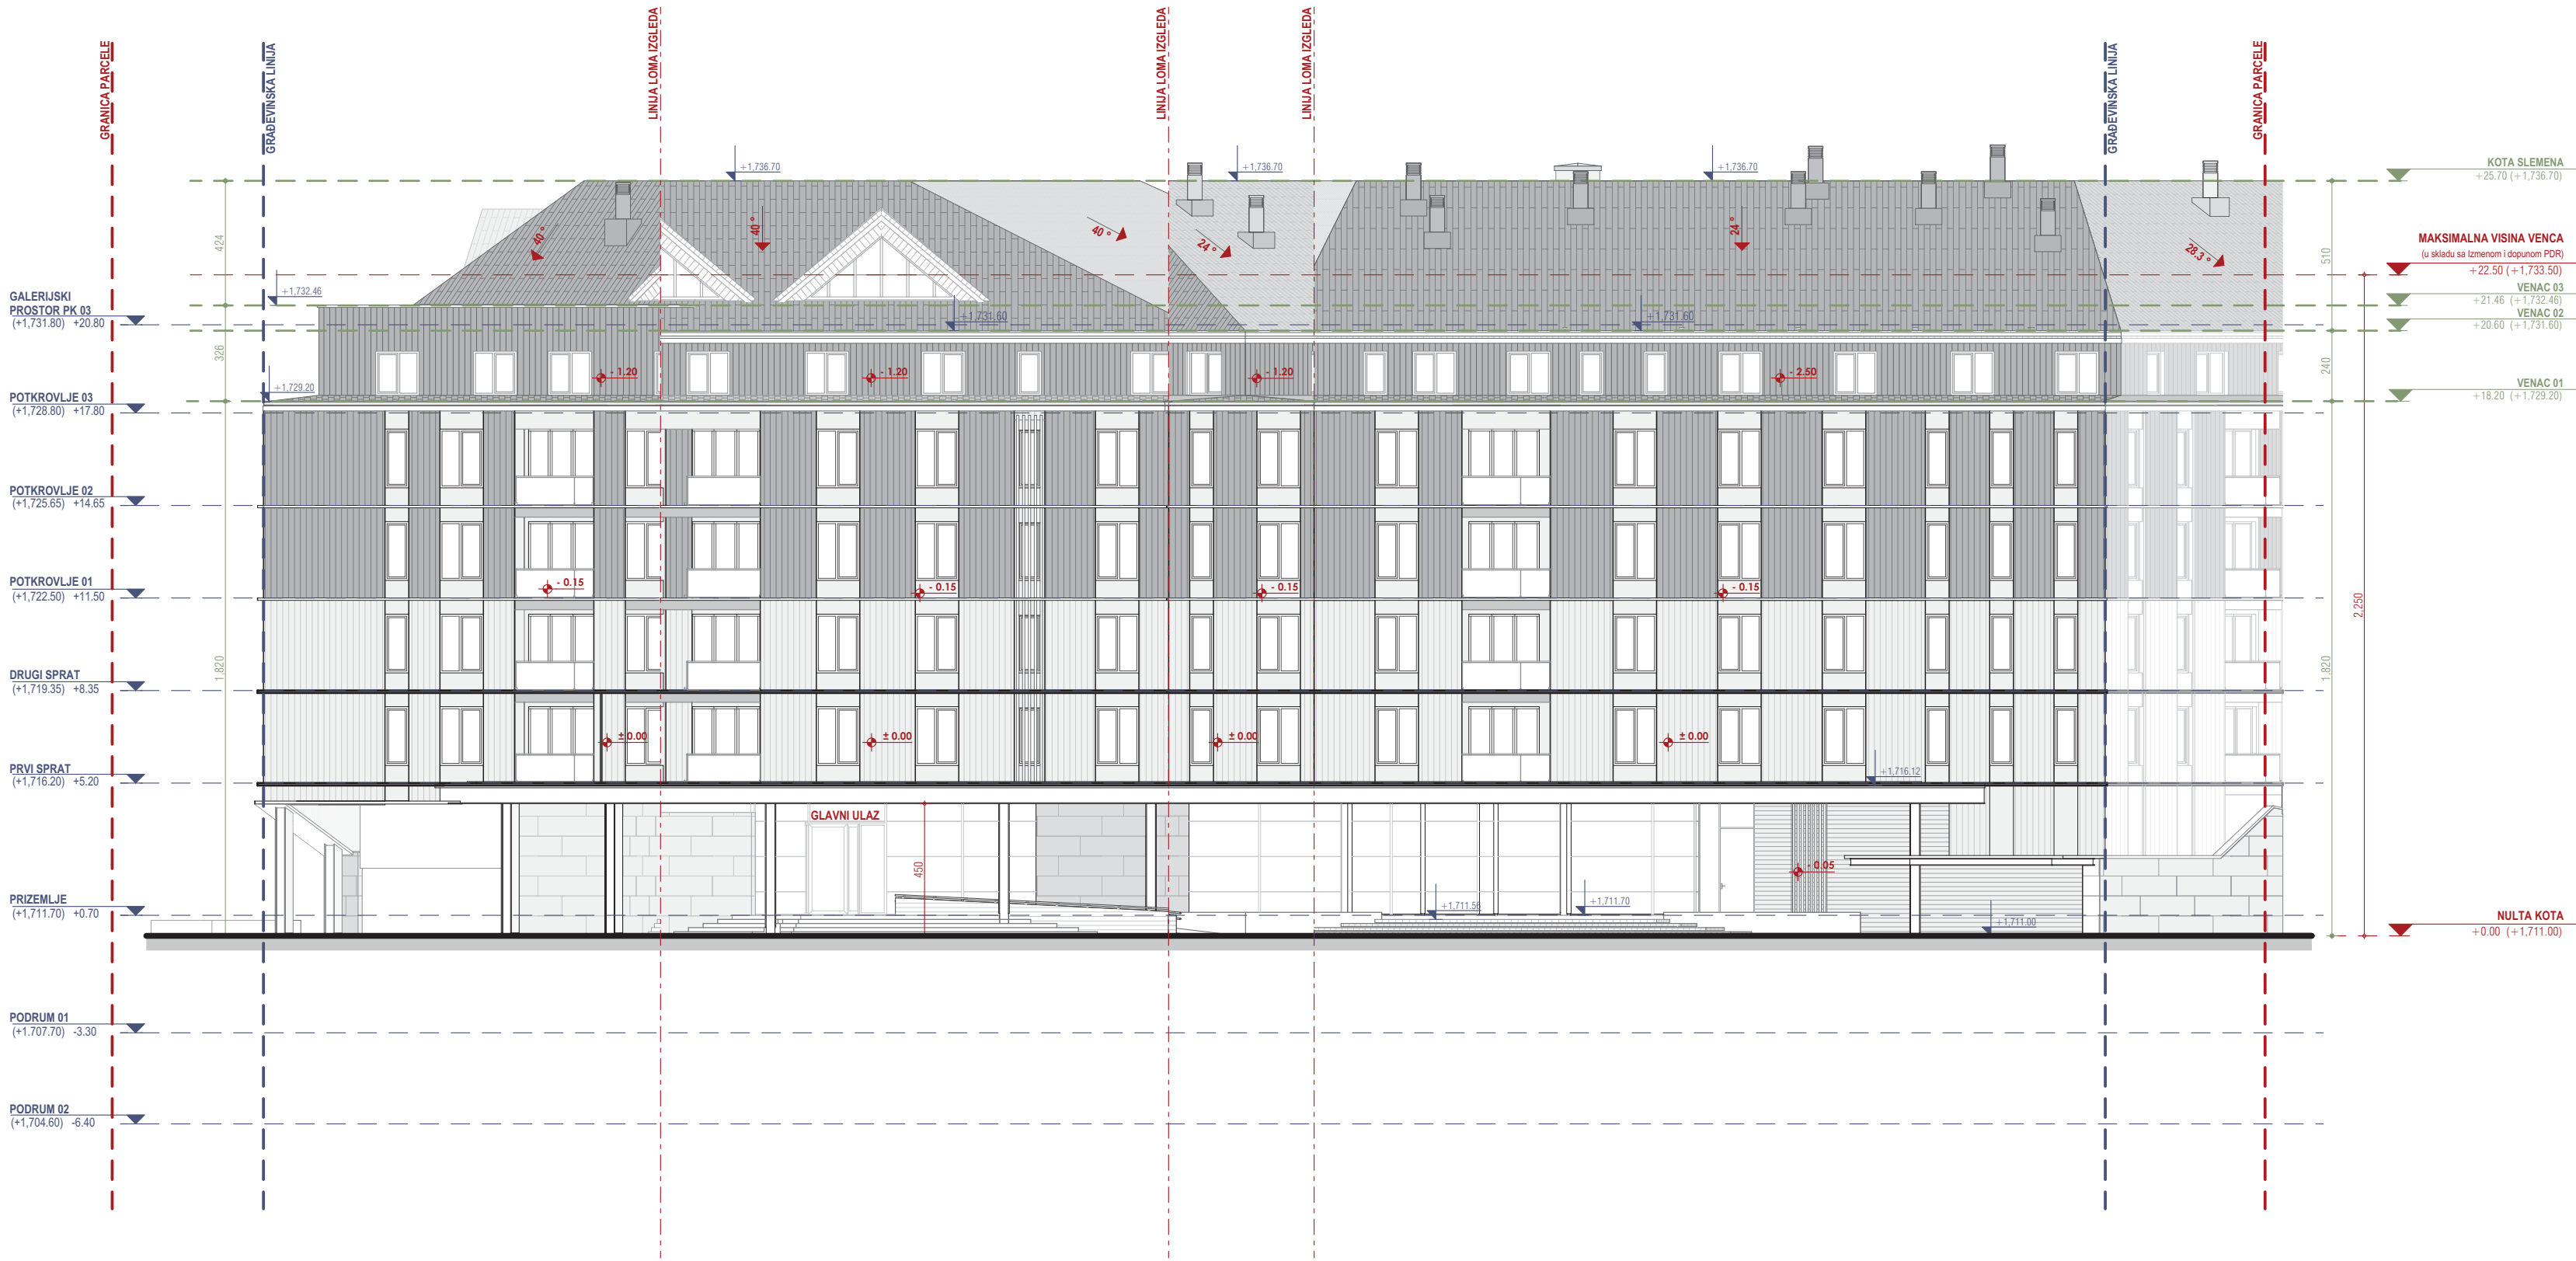 LINIJA LOMA IZGLEDA
LINIJA LOMA IZGLEDA
LINIJA LOMA IZGLEDA
GRANICA PARCELE
GRAĐEVINSKA LINIJA
GRAĐEVINSKA LINIJA
GRANICA PARCELE
+1,736.70
+1,736.70
+1,736.70
KOTA SLEMENA
+25.70 (+1,736.70)
424
40 °
40 °
40 °
24 °
24 °
28.3 °
510
MAKSIMALNA VISINA VENCA
(u skladu sa Izmenom i dopunom PDR)
+22.50 (+1,733.50)
GALERIJSKI
PROSTOR PK 03
(+1,731.80) +20.80
+1,732.46
+1,731.60
+1,731.60
VENAC 03
+21.46 (+1,732.46)
VENAC 02
+20.60 (+1,731.60)
326
- 1.20
- 1.20
- 1.20
- 2.50
240
+1,729.20
VENAC 01
+18.20 (+1,729.20)
POTKROVLJE 03
(+1,728.80) +17.80
POTKROVLJE 02
(+1,725.65) +14.65
POTKROVLJE 01
(+1,722.50) +11.50
- 0.15
- 0.15
- 0.15
- 0.15
2,250
1,820
1,820
DRUGI SPRAT
(+1,719.35) +8.35
± 0.00
± 0.00
± 0.00
± 0.00
PRVI SPRAT
(+1,716.20) +5.20
+1,716.12
GLAVNI ULAZ
450
- 0.05
PRIZEMLJE
(+1,711.70) +0.70
+1,711.56
+1,711.70
+1,711.00
NULTA KOTA
+0.00 (+1,711.00)
PODRUM 01
(+1.707.70) -3.30
PODRUM 02
(+1,704.60) -6.40